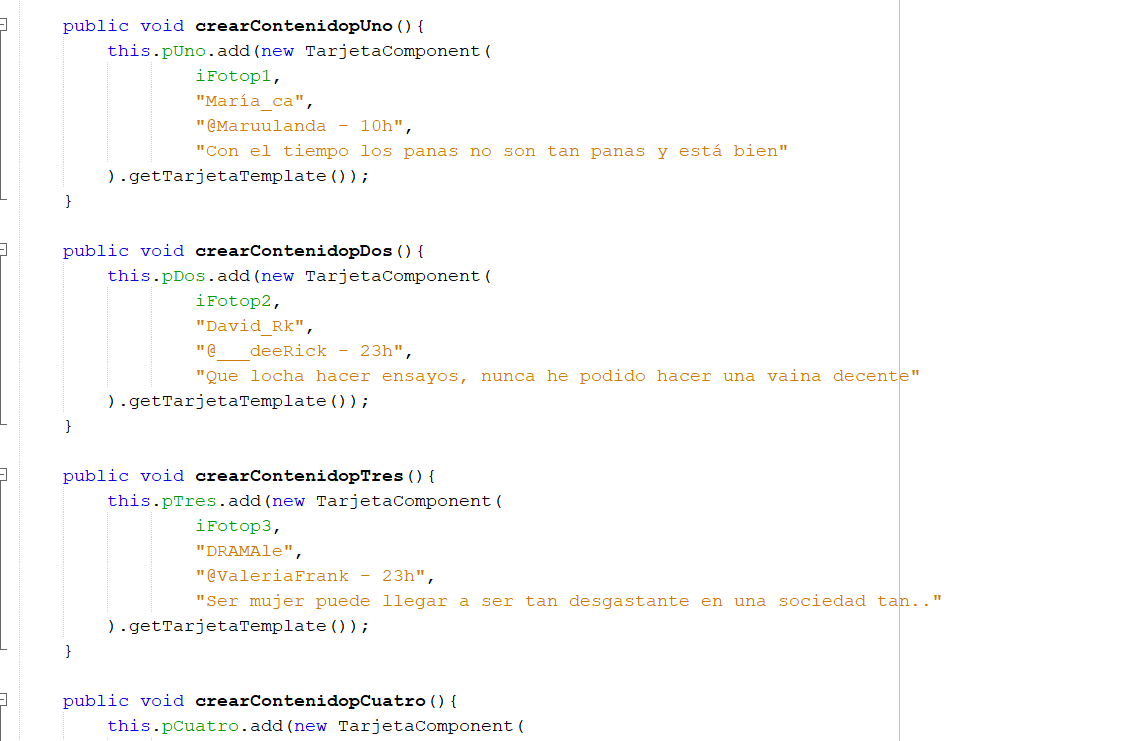 public void crearContenidopUno(){
this.pUno.add(new TarjetaComponent(
iFotop1,
"María_ca",
"@Maruulanda - 10h",
"Con el tiempo los panas no son tan panas y está bien"
).getTarjetaTemplate());
}
public void crearContenidopDos(){
this.pDos.add(new TarjetaComponent(
iFotop2,
"David_Rk",
"@___deeRick - 23h",
"Que locha hacer ensayos, nunca he podido hacer una vaina decente"
).getTarjetaTemplate());
}
public void crearContenidopTres(){
this.pTres.add(new TarjetaComponent(
iFotop3,
"DRAMAle",
"@ValeriaFrank - 23h",
"Ser mujer puede llegar a ser tan desgastante en una sociedad tan.."
).getTarjetaTemplate());
}
public void crearContenidopCuatro(){
this.pCuatro.add(new TarjetaComponent(